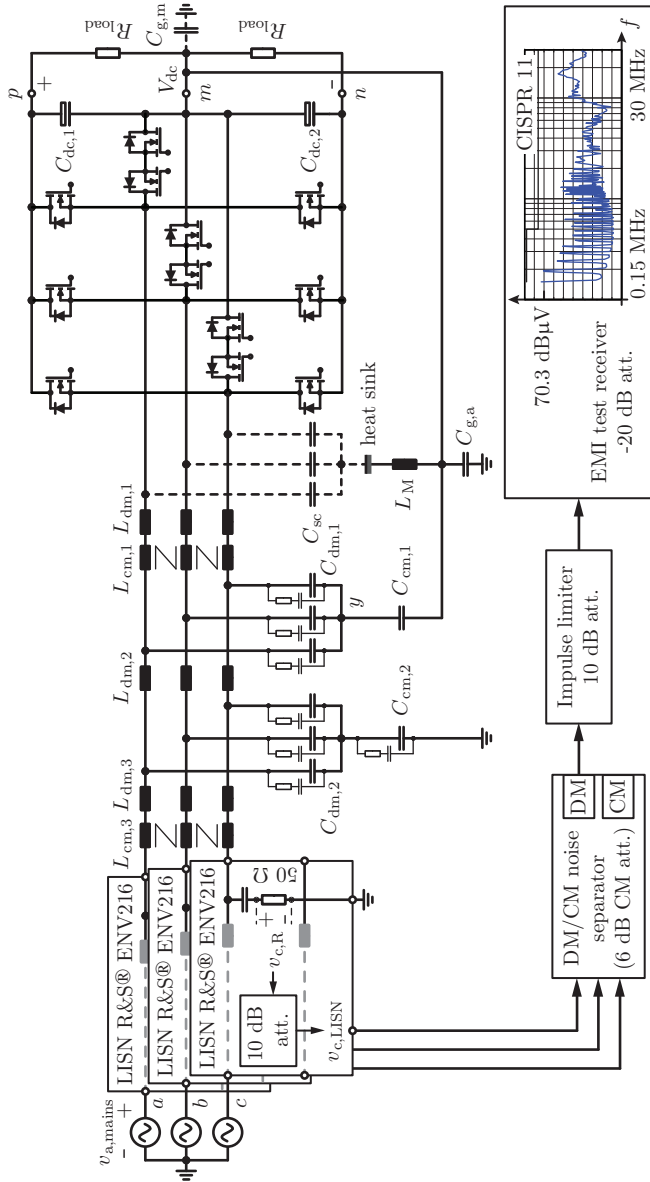 v_a,mains
- +
a
b
c
LISN R&S® ENV216
LISN R&S® ENV216
LISN R&S® ENV216
10 dB
att.
v_c,R
+
-
50 Ω
v_c,LISN
L_cm,3
L_dm,3
L_dm,2
L_cm,1
L_dm,1
C_dm,2
C_cm,2
C_dm,1
y
C_cm,1
C_sc
heat sink
L_M
C_g,a
p
+
R_load
C_dc,1
V_dc
m
C_g,m
C_dc,2
R_load
-
n
DM/CM noise
separator
(6 dB CM att.)
DM
CM
Impulse limiter
10 dB att.
EMI test receiver
-20 dB att.
70.3 dBµV
CISPR 11
0.15 MHz
30 MHz
f